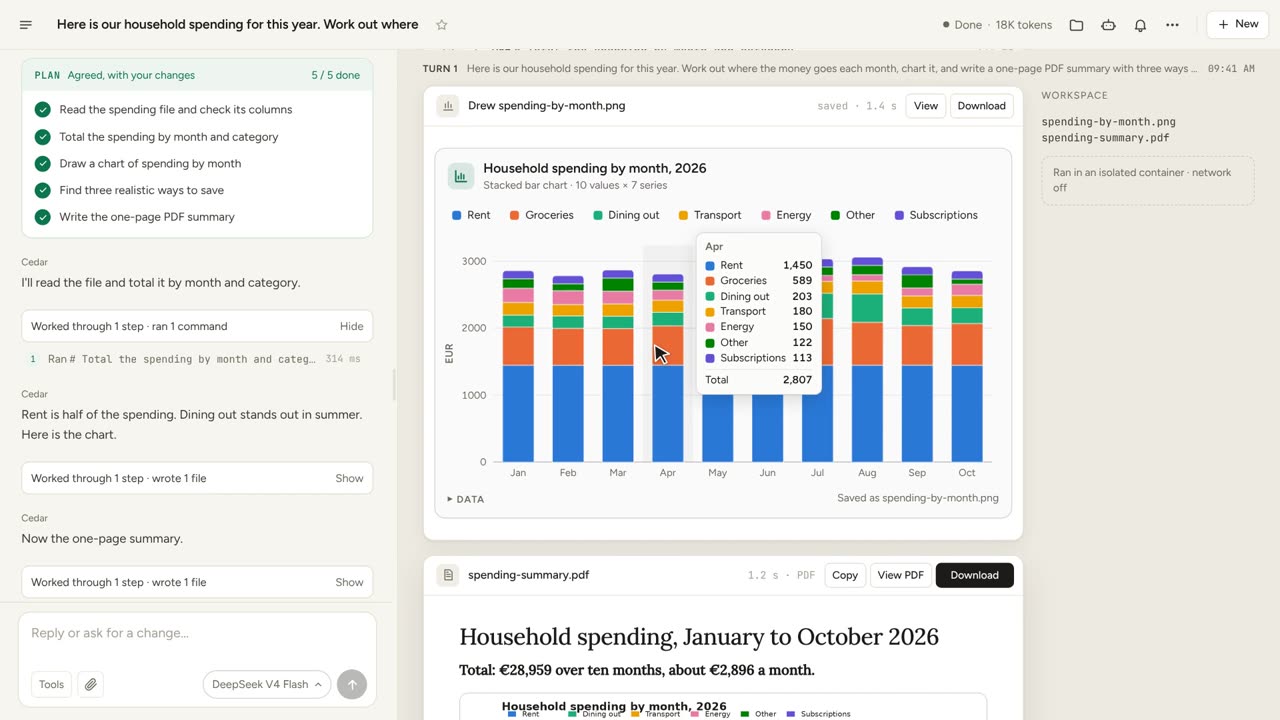 Here is our household spending for this year. Work out where
Done · 18K tokens
New
PLAN Agreed, with your changes 5 / 5 done
Read the spending file and check its columns
Total the spending by month and category
Draw a chart of spending by month
Find three realistic ways to save
Write the one-page PDF summary
Cedar
I'll read the file and total it by month and category.
Worked through 1 step · ran 1 command Hide
1 Ran # Total the spending by month and categ… 314 ms
Cedar
Rent is half of the spending. Dining out stands out in summer.
Here is the chart.
Worked through 1 step · wrote 1 file Show
Cedar
Now the one-page summary.
Worked through 1 step · wrote 1 file Show
Reply or ask for a change…
Tools
DeepSeek V4 Flash
TURN 1 Here is our household spending for this year. Work out where the money goes each month, chart it, and write a one-page PDF summary with three ways … 09:41 AM
Drew spending-by-month.png saved · 1.4 s View Download
Household spending by month, 2026
Stacked bar chart · 10 values × 7 series
Rent Groceries Dining out Transport Energy Other Subscriptions
3000
2000
1000
0
EUR
Apr
Rent 1,450
Groceries 589
Dining out 203
Transport 180
Energy 150
Other 122
Subscriptions 113
Total 2,807
Jan Feb Mar Apr May Jun Jul Aug Sep Oct
DATA
Saved as spending-by-month.png
spending-summary.pdf 1.2 s · PDF Copy View PDF Download
Household spending, January to October 2026
Total: €28,959 over ten months, about €2,896 a month.
Household spending by month, 2026
Rent Dining out Transport Energy Other Subscriptions
WORKSPACE
spending-by-month.png
spending-summary.pdf
Ran in an isolated container · network
off